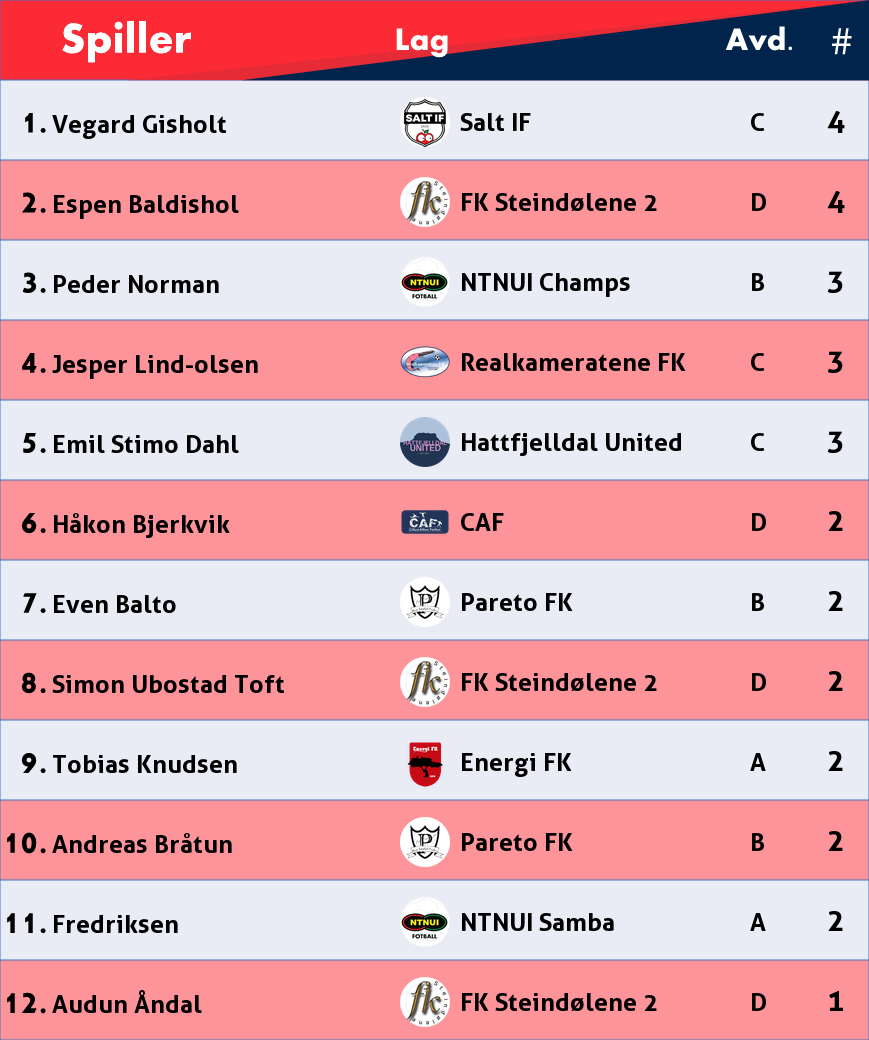 Spiller Lag Avd. #
1. Vegard Gisholt SALT IF Salt IF C 4
2. Espen Baldishol fk Steindølene FK Steindølene 2 D 4
3. Peder Norman NTNUI FOTBALL NTNUI Champs B 3
4. Jesper Lind-olsen Realkameratene FK C 3
5. Emil Stimo Dahl HATTFJELLDAL UNITED Hattfjelldal United C 3
6. Håkon Bjerkvik CAF CAF D 2
7. Even Balto P Pareto FK B 2
8. Simon Ubostad Toft fk Steindølene FK Steindølene 2 D 2
9. Tobias Knudsen Energi FK Energi FK A 2
10. Andreas Bråtun P Pareto FK B 2
11. Fredriksen NTNUI FOTBALL NTNUI Samba A 2
12. Audun Åndal fk Steindølene FK Steindølene 2 D 1